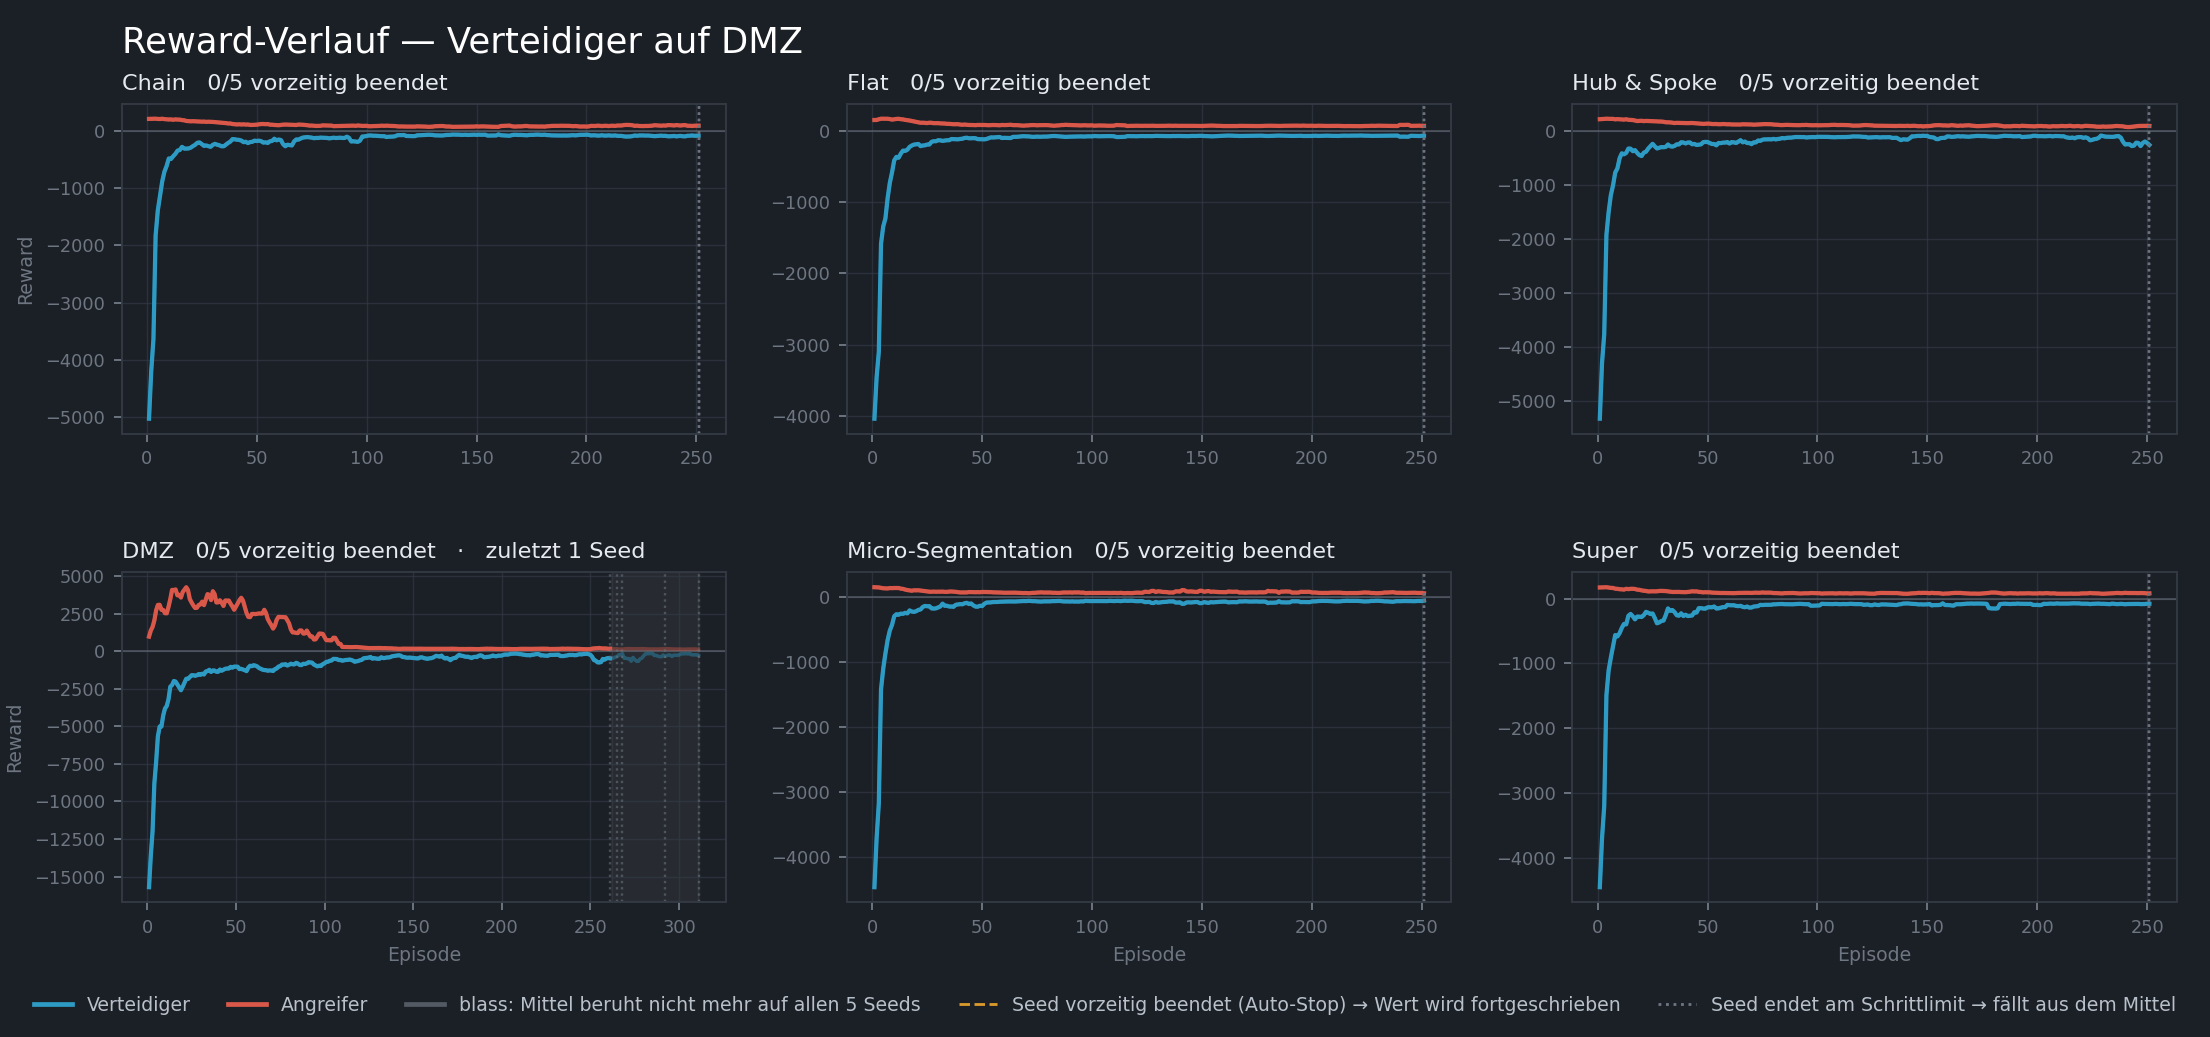 Reward-Verlauf — Verteidiger auf DMZ
Chain 0/5 vorzeitig beendet
Flat 0/5 vorzeitig beendet
Hub & Spoke 0/5 vorzeitig beendet
Reward
0
−1000
−2000
−3000
−4000
−5000
0 50 100 150 200 250
0
−1000
−2000
−3000
−4000
0 50 100 150 200 250
0
−1000
−2000
−3000
−4000
−5000
0 50 100 150 200 250
DMZ 0/5 vorzeitig beendet · zuletzt 1 Seed
Micro-Segmentation 0/5 vorzeitig beendet
Super 0/5 vorzeitig beendet
Reward
5000
2500
0
−2500
−5000
−7500
−10000
−12500
−15000
0 50 100 150 200 250 300
Episode
0
−1000
−2000
−3000
−4000
0 50 100 150 200 250
Episode
0
−1000
−2000
−3000
−4000
0 50 100 150 200 250
Episode
Verteidiger Angreifer blass: Mittel beruht nicht mehr auf allen 5 Seeds Seed vorzeitig beendet (Auto-Stop) → Wert wird fortgeschrieben Seed endet am Schrittlimit → fällt aus dem Mittel